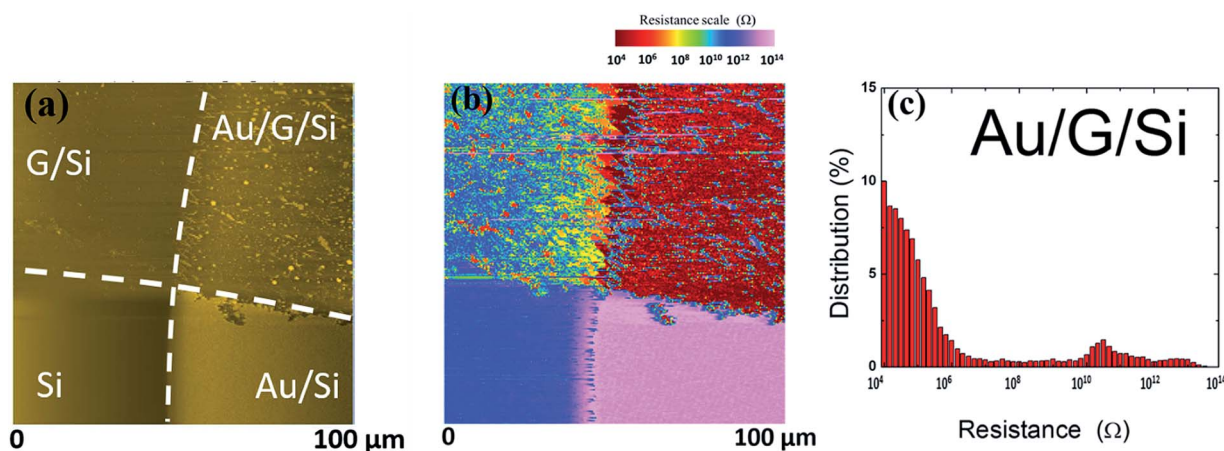 (a)
G/Si
Au/G/Si
Si
Au/Si
0
100 µm
Resistance scale (Ω)
10⁴ 10⁶ 10⁸ 10¹⁰ 10¹² 10¹⁴
(b)
0
100 µm
(c)
Au/G/Si
Distribution (%)
15
10
5
0
10⁴ 10⁶ 10⁸ 10¹⁰ 10¹² 10¹⁴
Resistance (Ω)